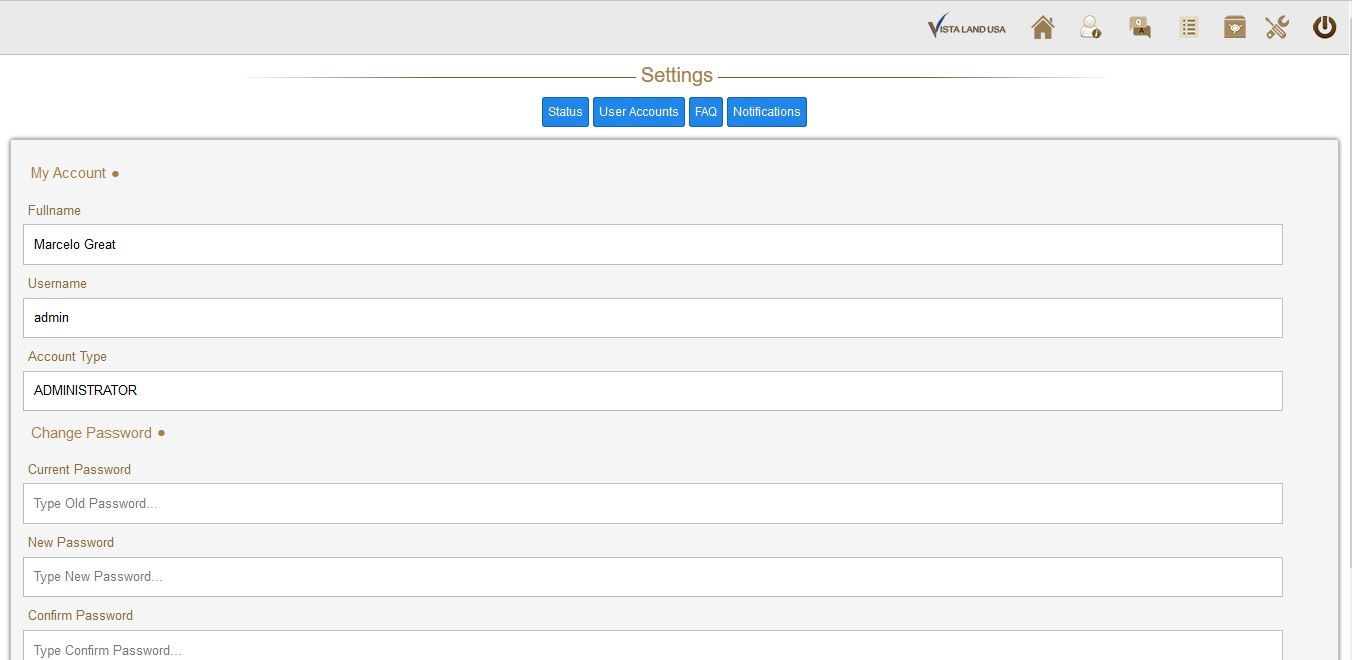 VISTA LAND USA
Q
A
Settings
Status User Accounts FAQ Notifications
My Account
Fullname
Marcelo Great
Username
admin
Account Type
ADMINISTRATOR
Change Password
Current Password
Type Old Password...
New Password
Type New Password...
Confirm Password
Type Confirm Password...